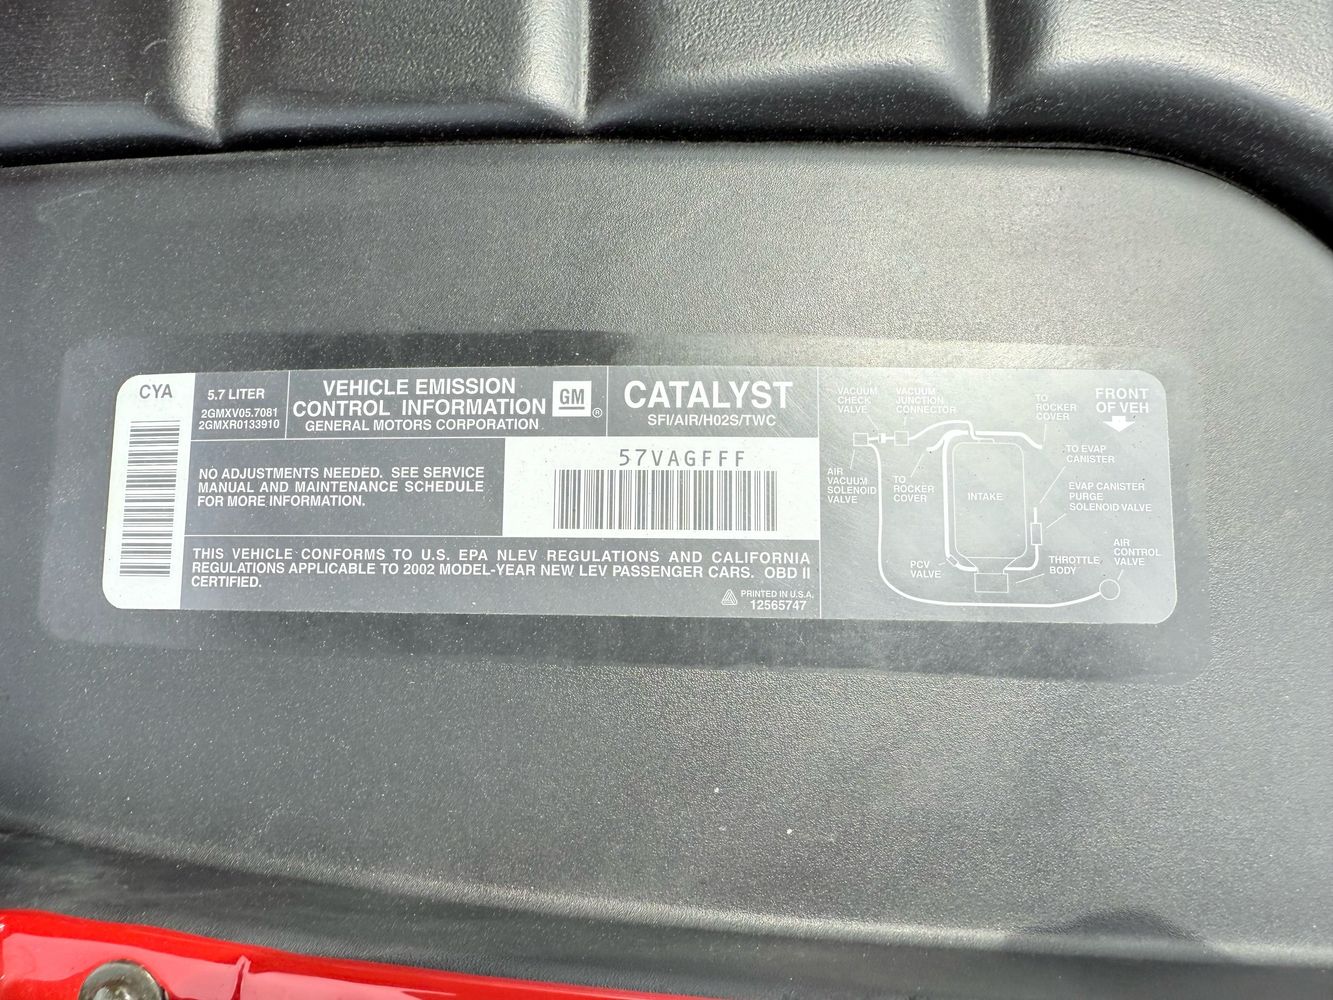 CYA
5.7 LITER
2GMXV05.7081
2GMXR0133910
VEHICLE EMISSION
CONTROL INFORMATION
GENERAL MOTORS CORPORATION
GM
®
CATALYST
SFI/AIR/H02S/TWC
NO ADJUSTMENTS NEEDED. SEE SERVICE
MANUAL AND MAINTENANCE SCHEDULE
FOR MORE INFORMATION.
57VAGFFF
THIS VEHICLE CONFORMS TO U.S. EPA NLEV REGULATIONS AND CALIFORNIA
REGULATIONS APPLICABLE TO 2002 MODEL-YEAR NEW LEV PASSENGER CARS. OBD II
CERTIFIED.
PRINTED IN U.S.A.
12565747
VACUUM
CHECK
VALVE
VACUUM
JUNCTION
CONNECTOR
TO
ROCKER
COVER
FRONT
OF VEH
TO EVAP
CANISTER
AIR
VACUUM
SOLENOID
VALVE
TO
ROCKER
COVER
INTAKE
EVAP CANISTER
PURGE
SOLENOID VALVE
PCV
VALVE
THROTTLE
BODY
AIR
CONTROL
VALVE